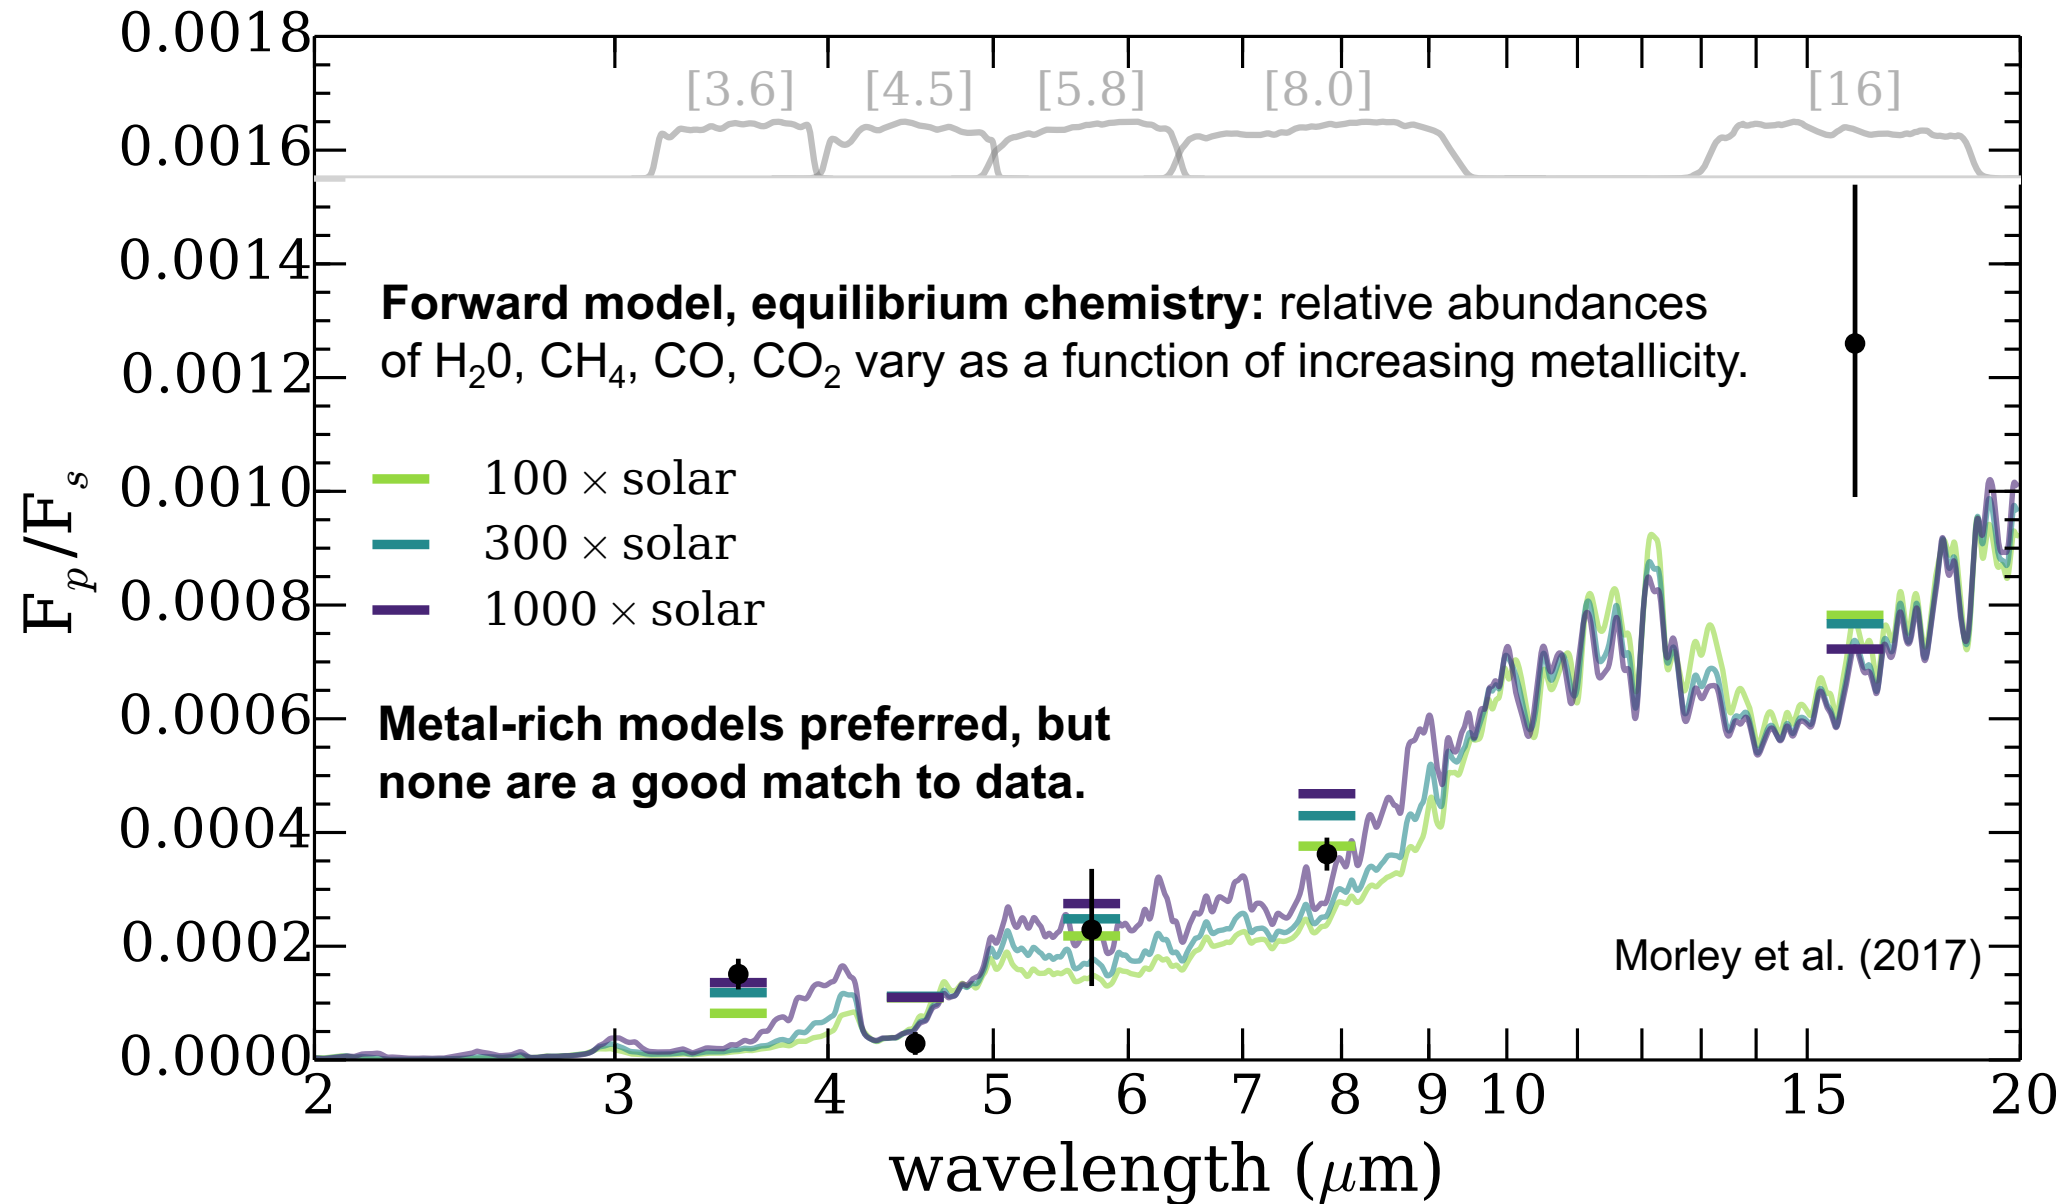 0.0018
0.0016
0.0014
0.0012
0.0010
0.0008
0.0006
0.0004
0.0002
0.0000
F_p/F_s
[3.6] [4.5] [5.8] [8.0] [16]
Forward model, equilibrium chemistry: relative abundances
of H₂0, CH₄, CO, CO₂ vary as a function of increasing metallicity.
100 × solar
300 × solar
1000 × solar
Metal-rich models preferred, but
none are a good match to data.
Morley et al. (2017)
2 3 4 5 6 7 8 9 10 15 20
wavelength (μm)